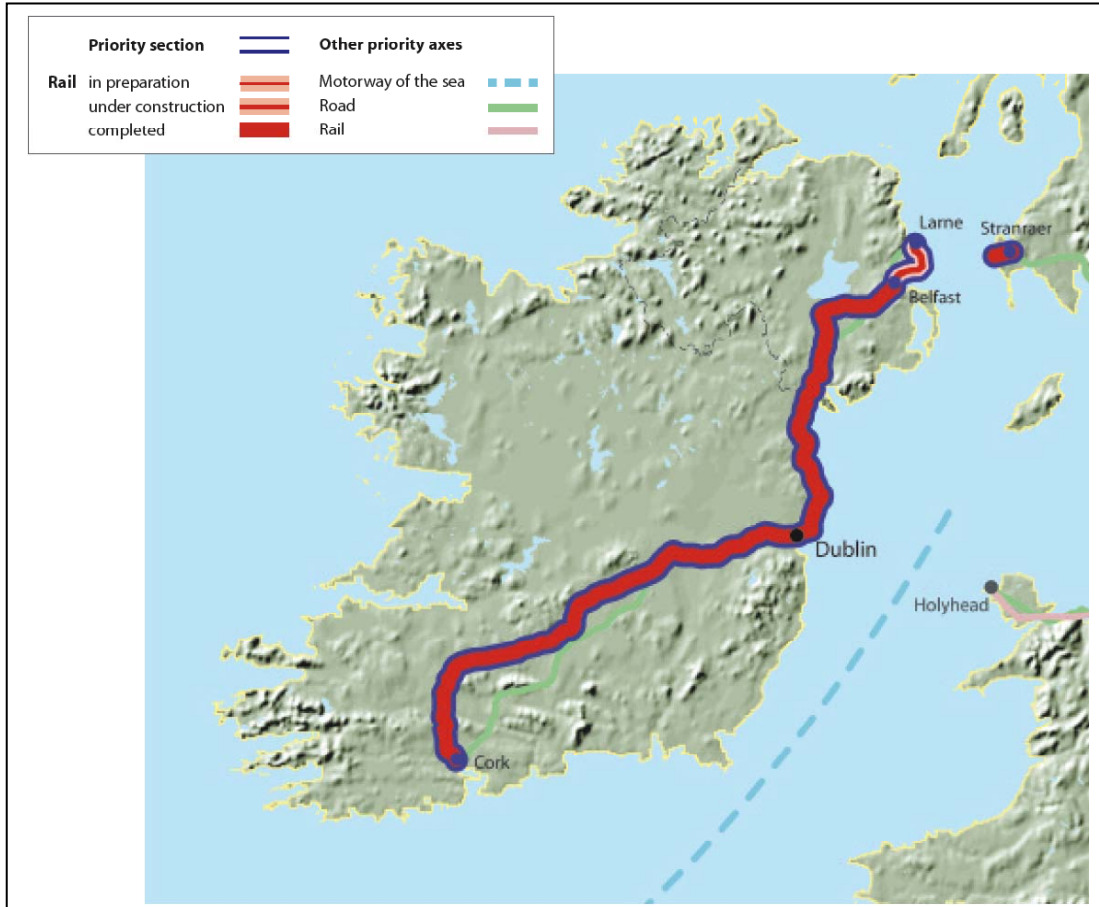 Priority section
Other priority axes
Rail in preparation
Motorway of the sea
under construction
Road
completed
Rail
Larne
Stranraer
Belfast
Dublin
Holyhead
Cork